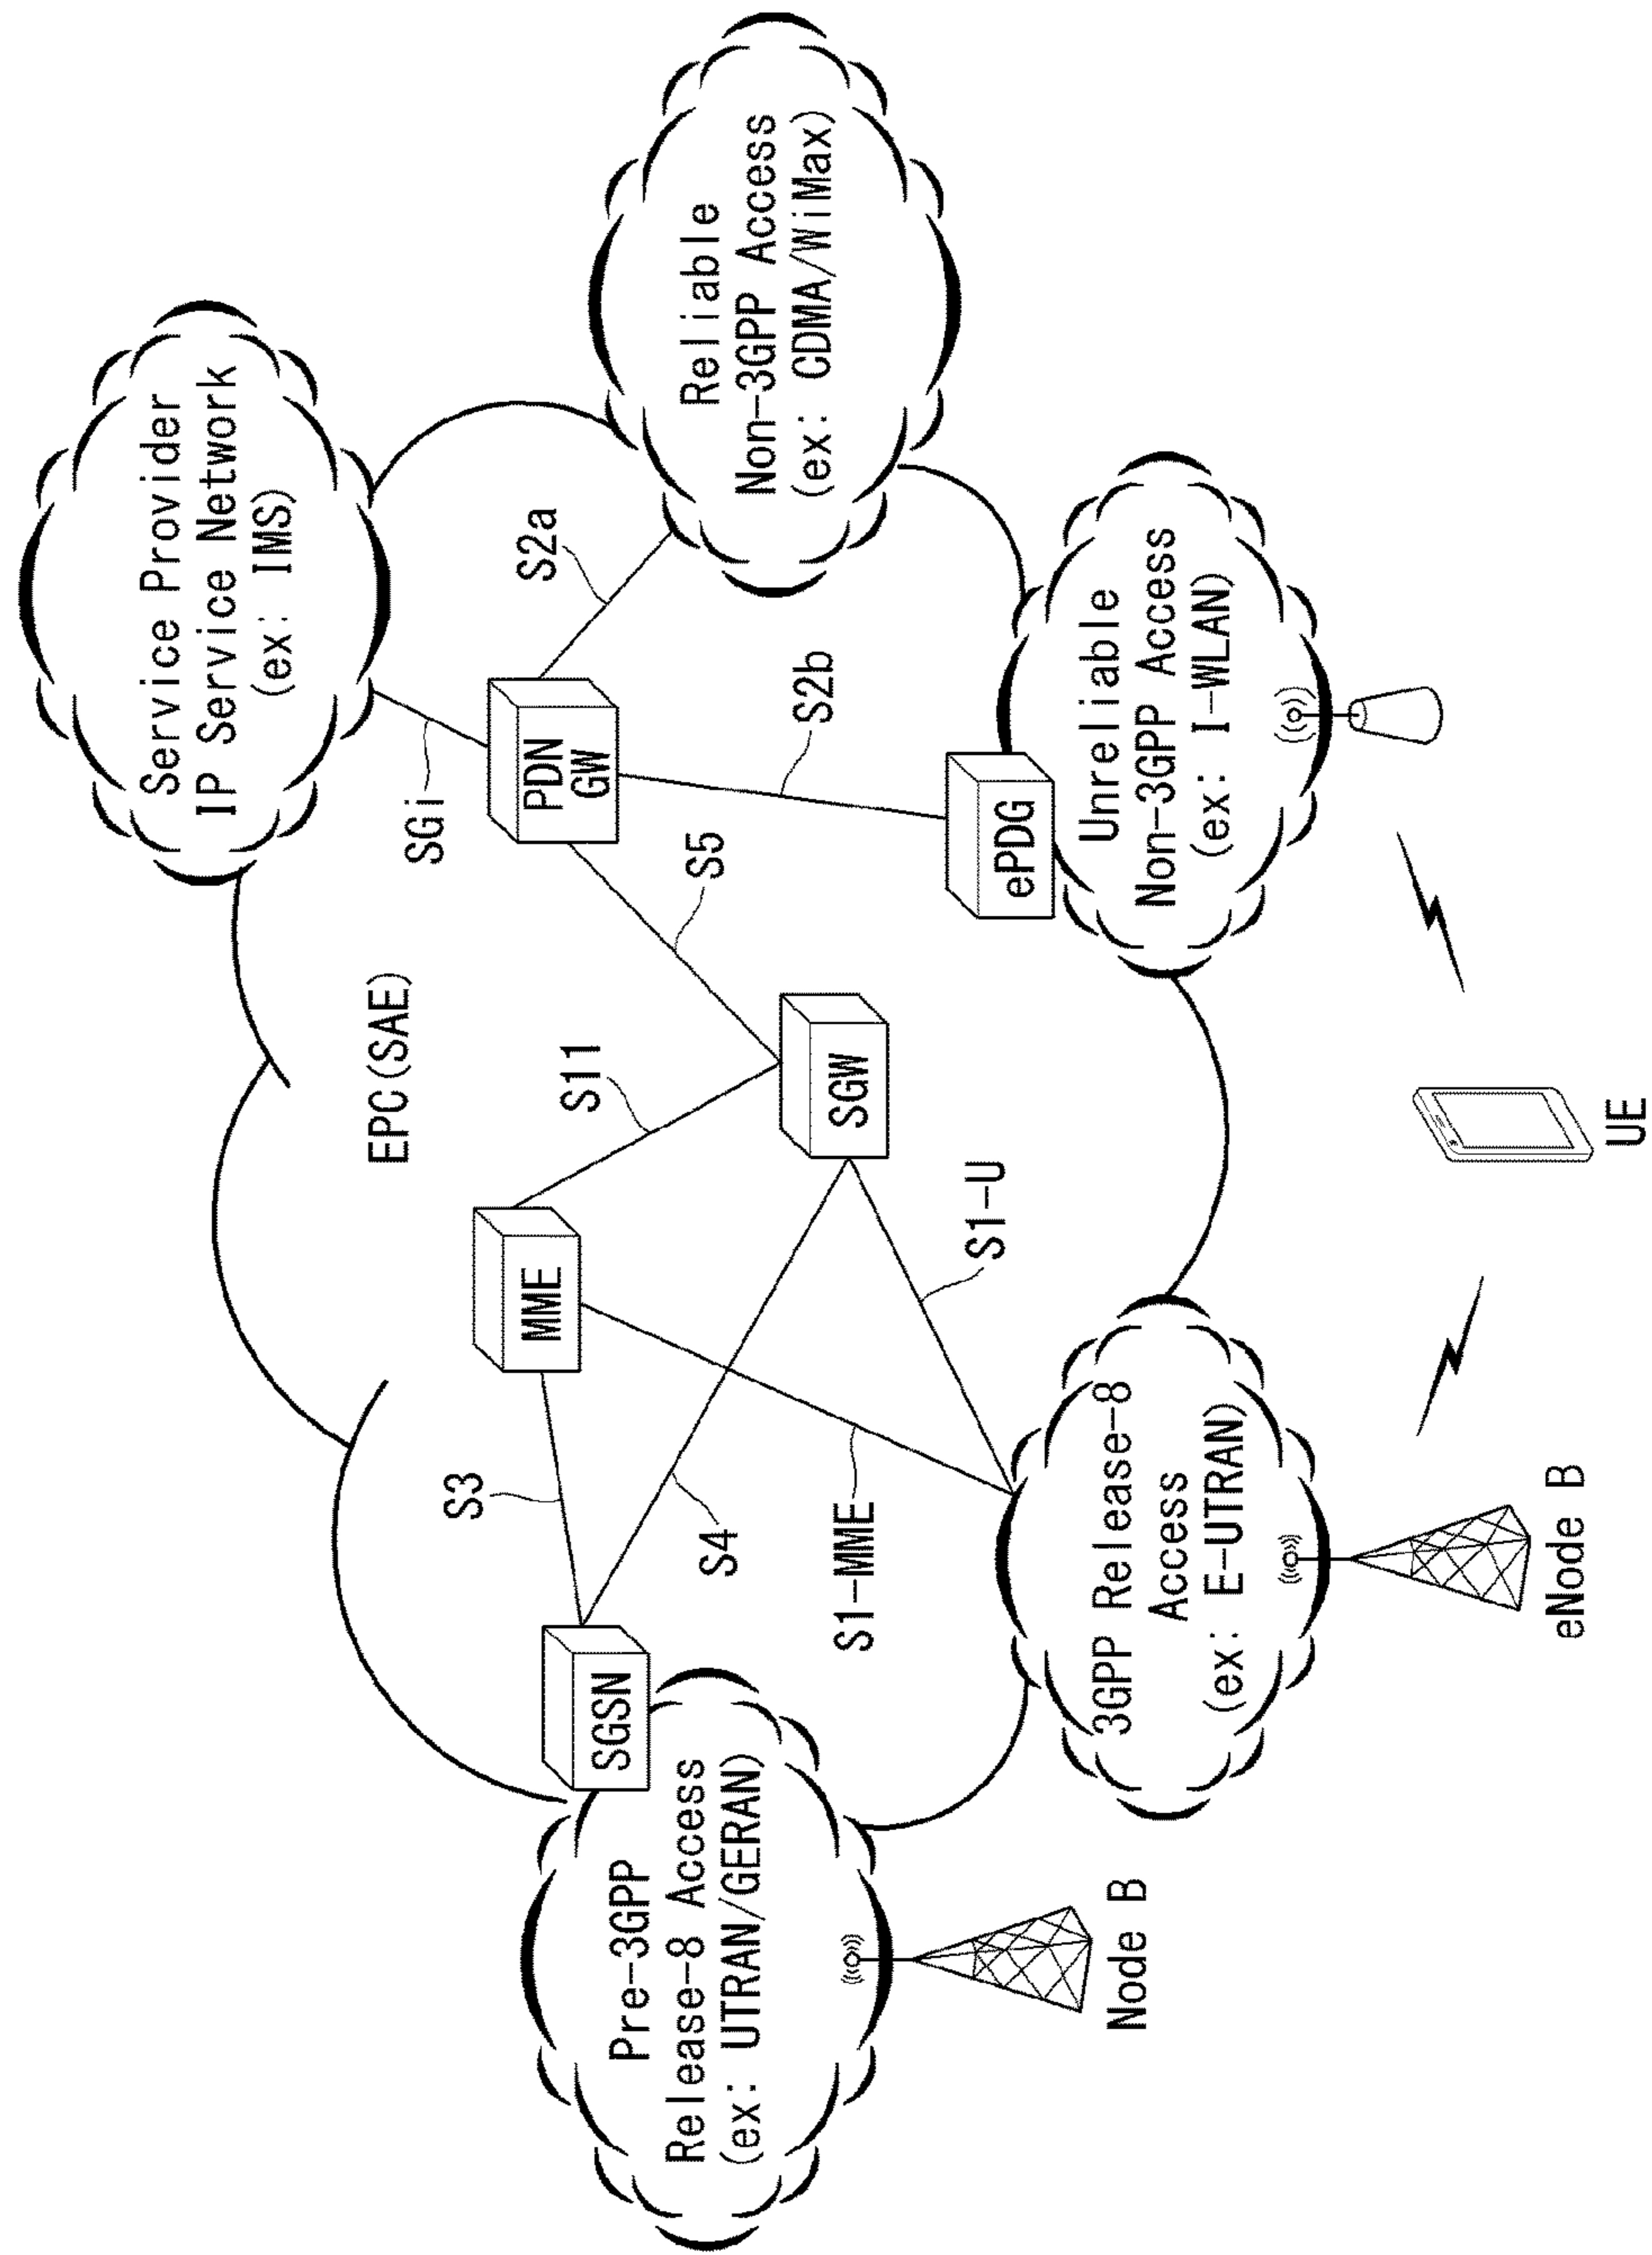 Service Provider
IP Service Network
(ex: IMS)
SGi
S2a
EPC(SAE)
PDN
GW
Reliable
Non-3GPP Access
(ex: CDMA/WiMax)
S11
S5
S2b
S3
MME
SGSN
S4
SGW
ePDG
S1-MME
S1-U
Pre-3GPP
Release-8 Access
(ex: UTRAN/GERAN)
3GPP Release-8
Access
(ex: E-UTRAN)
Unreliable
Non-3GPP Access
(ex: I-WLAN)
Node B
eNode B
UE